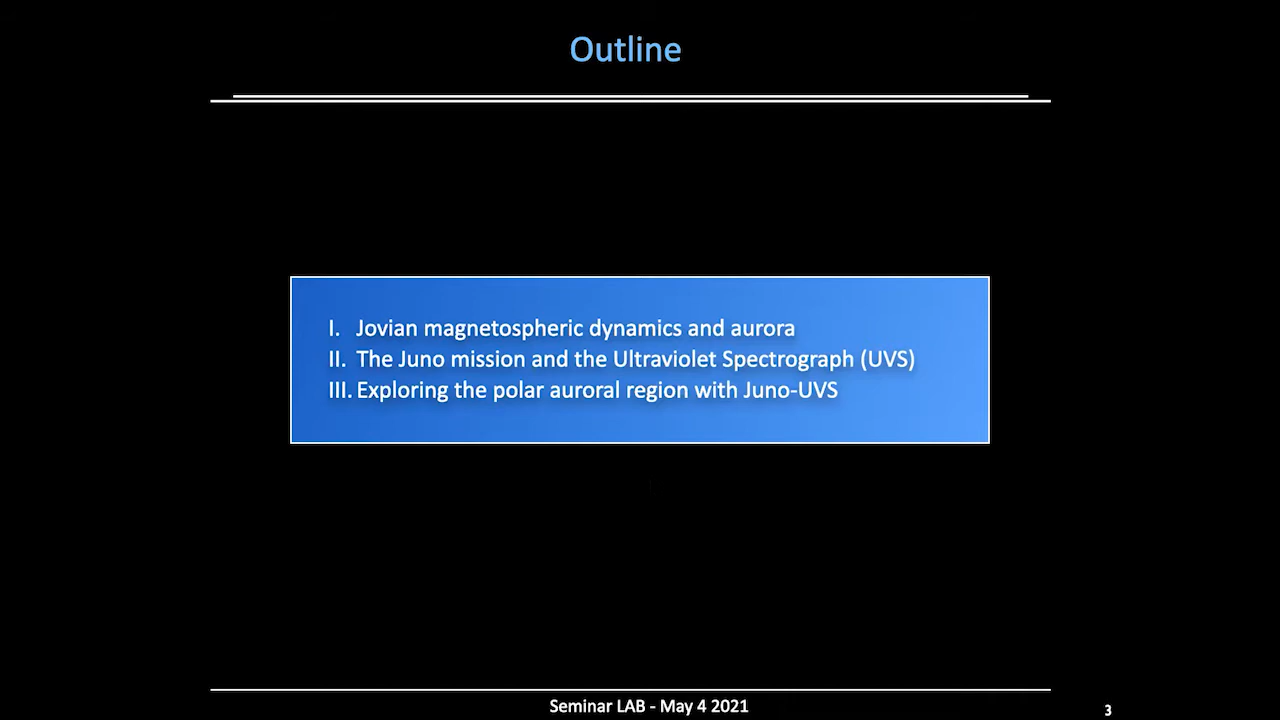 Outline
I. Jovian magnetospheric dynamics and aurora
II. The Juno mission and the Ultraviolet Spectrograph (UVS)
III. Exploring the polar auroral region with Juno-UVS
Seminar LAB - May 4 2021
3